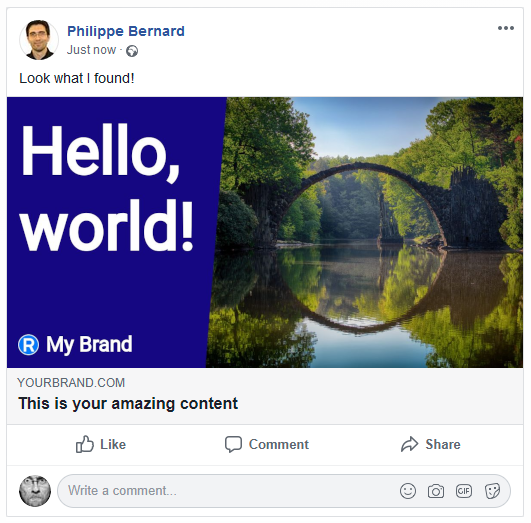 Philippe Bernard
Just now ·
Look what I found!
Hello,
world!
R My Brand
YOURBRAND.COM
This is your amazing content
Like Comment Share
Write a comment... GIF